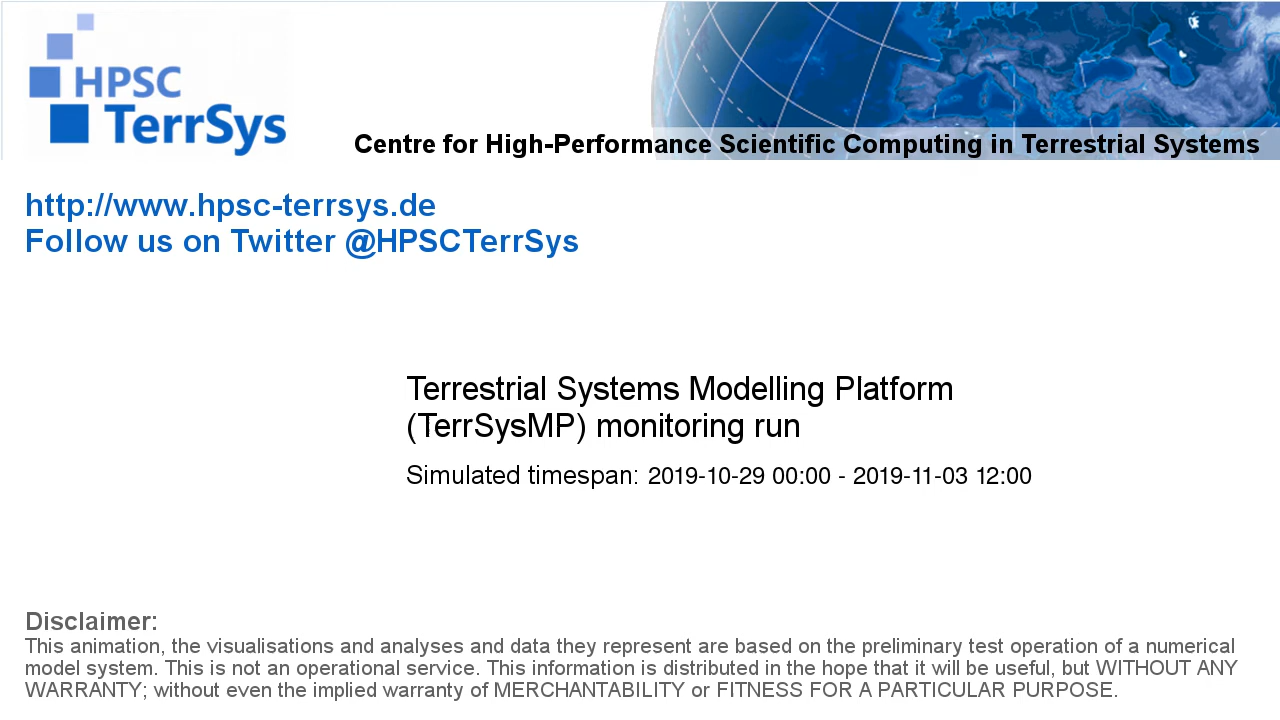 HPSC
TerrSys
Centre for High-Performance Scientific Computing in Terrestrial Systems
http://www.hpsc-terrsys.de
Follow us on Twitter @HPSCTerrSys
Terrestrial Systems Modelling Platform
(TerrSysMP) monitoring run
Simulated timespan: 2019-10-29 00:00 - 2019-11-03 12:00
Disclaimer:
This animation, the visualisations and analyses and data they represent are based on the preliminary test operation of a numerical
model system. This is not an operational service. This information is distributed in the hope that it will be useful, but WITHOUT ANY
WARRANTY; without even the implied warranty of MERCHANTABILITY or FITNESS FOR A PARTICULAR PURPOSE.